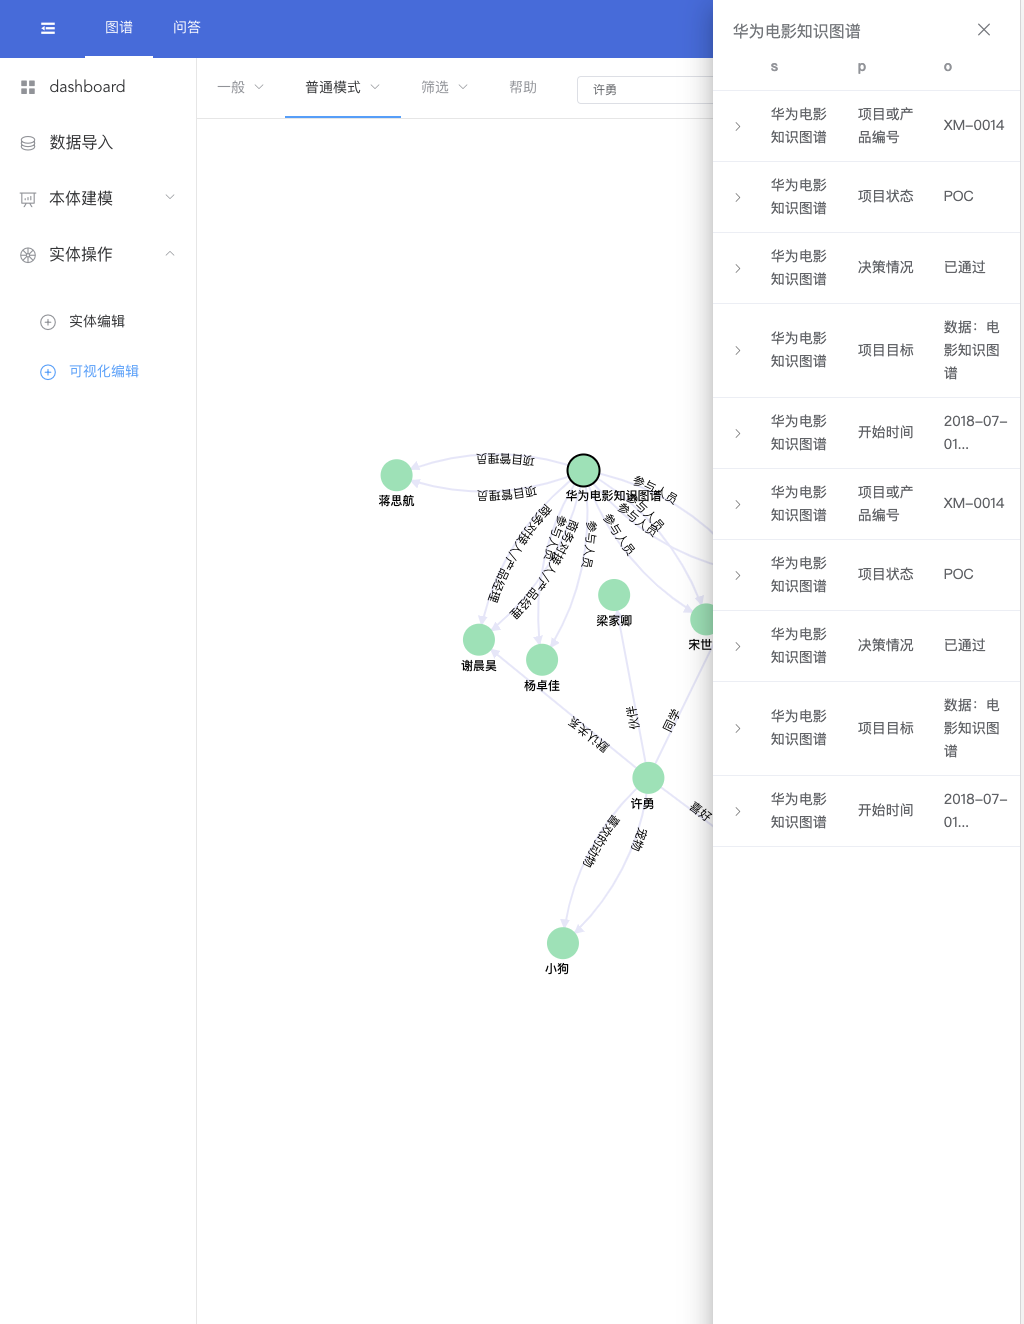 图谱
问答
dashboard
数据导入
本体建模
实体操作
实体编辑
可视化编辑
一般
普通模式
筛选
帮助
许勇
项目管理员
项目管理员
蒋思航
华为电影知识图谱
参与人员
参与人员
参与人员
参与人员
参与人员
参与人员
商务对接人/产品经理
商务对接人/产品经理
梁家卿
宋世
谢晨昊
杨卓佳
默认关系
伙伴
同学
许勇
喜好
喜欢的动物
宠物
小狗
华为电影知识图谱
s p o
华为电影
知识图谱
项目或产
品编号
XM-0014
华为电影
知识图谱
项目状态
POC
华为电影
知识图谱
决策情况
已通过
华为电影
知识图谱
项目目标
数据：电
影知识图
谱
华为电影
知识图谱
开始时间
2018-07-
01...
华为电影
知识图谱
项目或产
品编号
XM-0014
华为电影
知识图谱
项目状态
POC
华为电影
知识图谱
决策情况
已通过
华为电影
知识图谱
项目目标
数据：电
影知识图
谱
华为电影
知识图谱
开始时间
2018-07-
01...